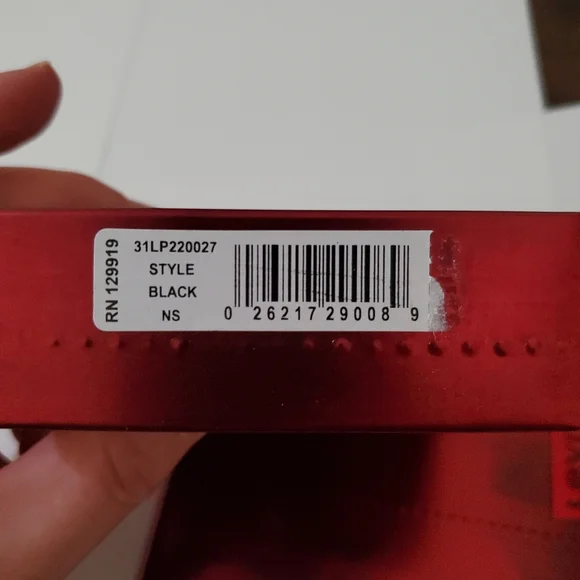 RN 129919
31LP220027
STYLE
BLACK
NS
0 26217 29008 9